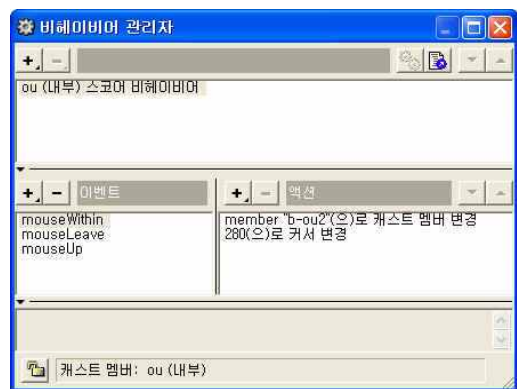 비헤이비어 관리자
ou (내부) 스코어 비헤이비어
이벤트
액션
mouseWithin
mouseLeave
mouseUp
member "b-ou2"(으)로 캐스트 멤버 변경
280(으)로 커서 변경
캐스트 멤버: ou (내부)